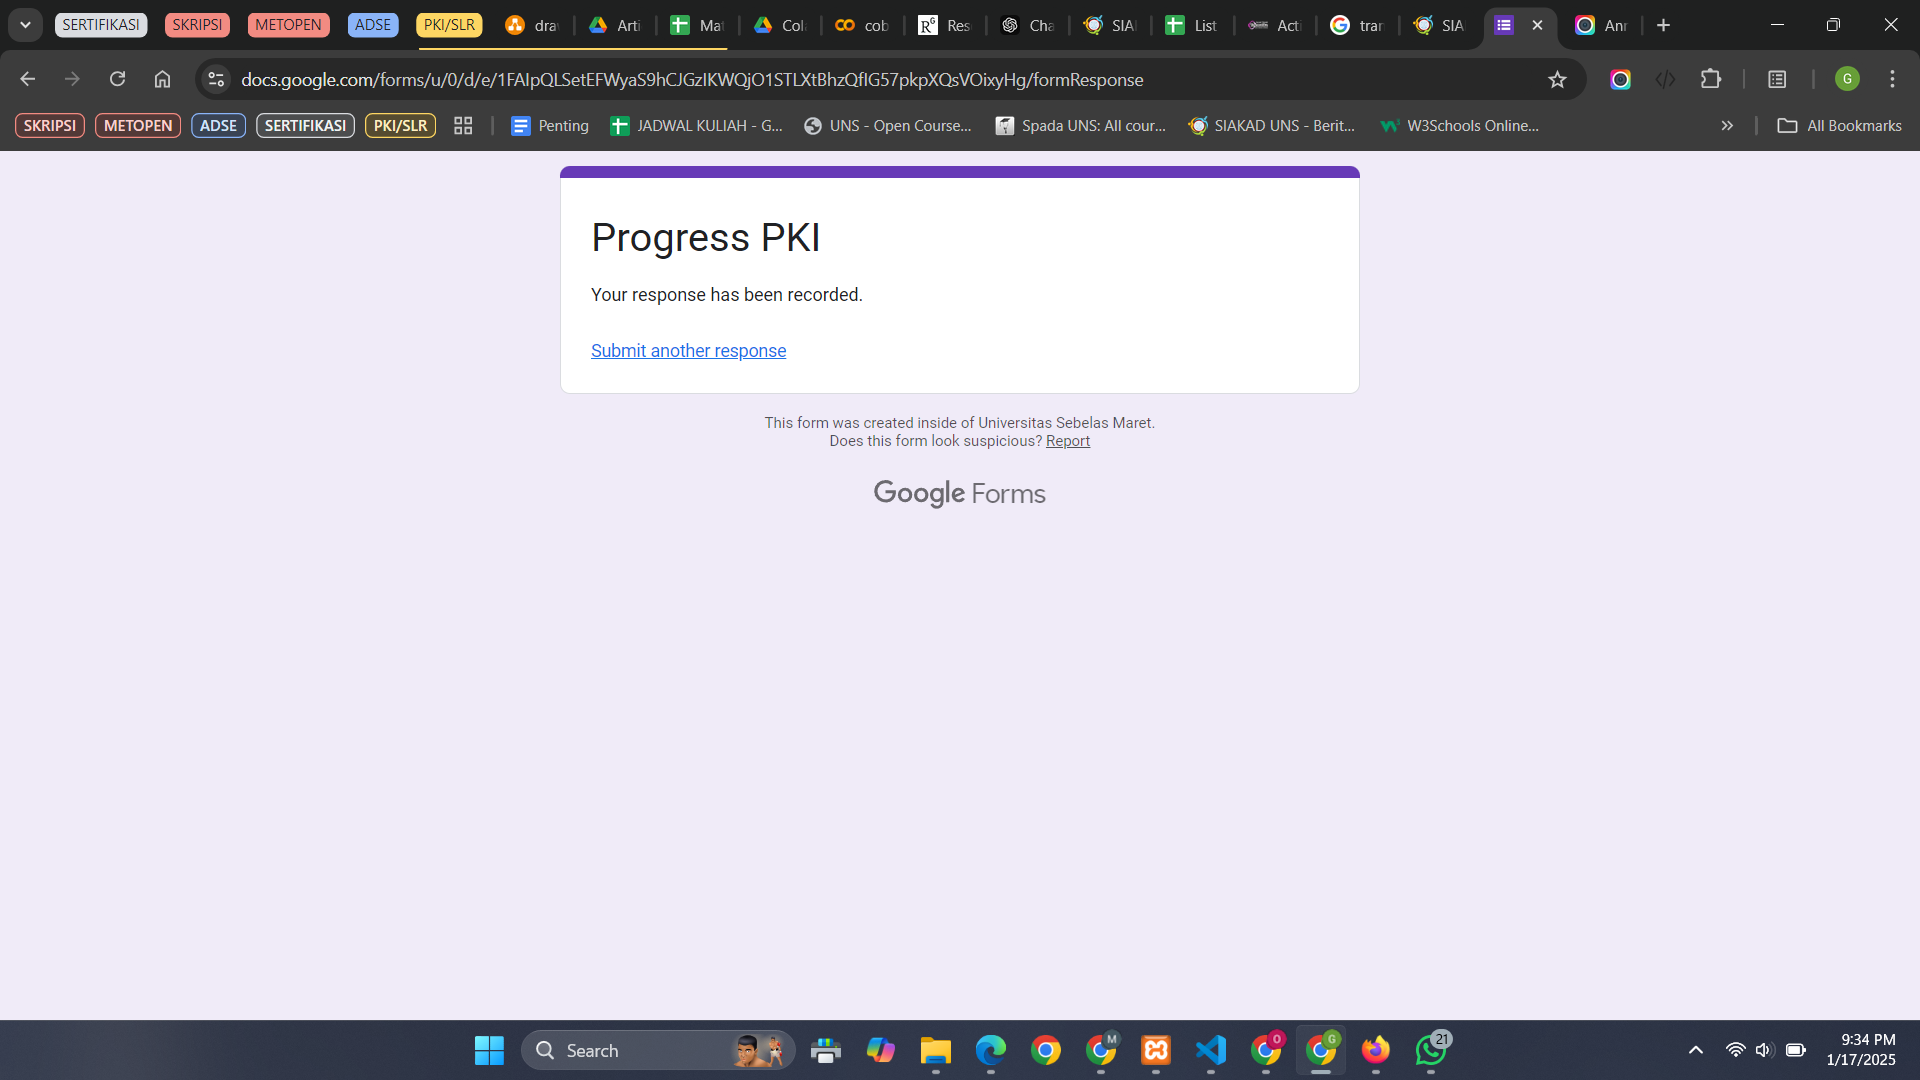 SERTIFIKASI SKRIPSI METOPEN ADSE PKI/SLR dra Arti Mat Cola cob Res Cha SIA List Acti tran SIA Ann
docs.google.com/forms/u/0/d/e/1FAIpQLSetEFWyaS9hCJGzIKWQjO1STLXtBhzQfIG57pkpXQsVOixyHg/formResponse G
SKRIPSI METOPEN ADSE SERTIFIKASI PKI/SLR Penting JADWAL KULIAH - G... UNS - Open Course... Spada UNS: All cour... SIAKAD UNS - Berit... W3Schools Online... All Bookmarks
Progress PKI
Your response has been recorded.
Submit another response
This form was created inside of Universitas Sebelas Maret.
Does this form look suspicious? Report
Google Forms
Search
M
O
G
21
9:34 PM
1/17/2025